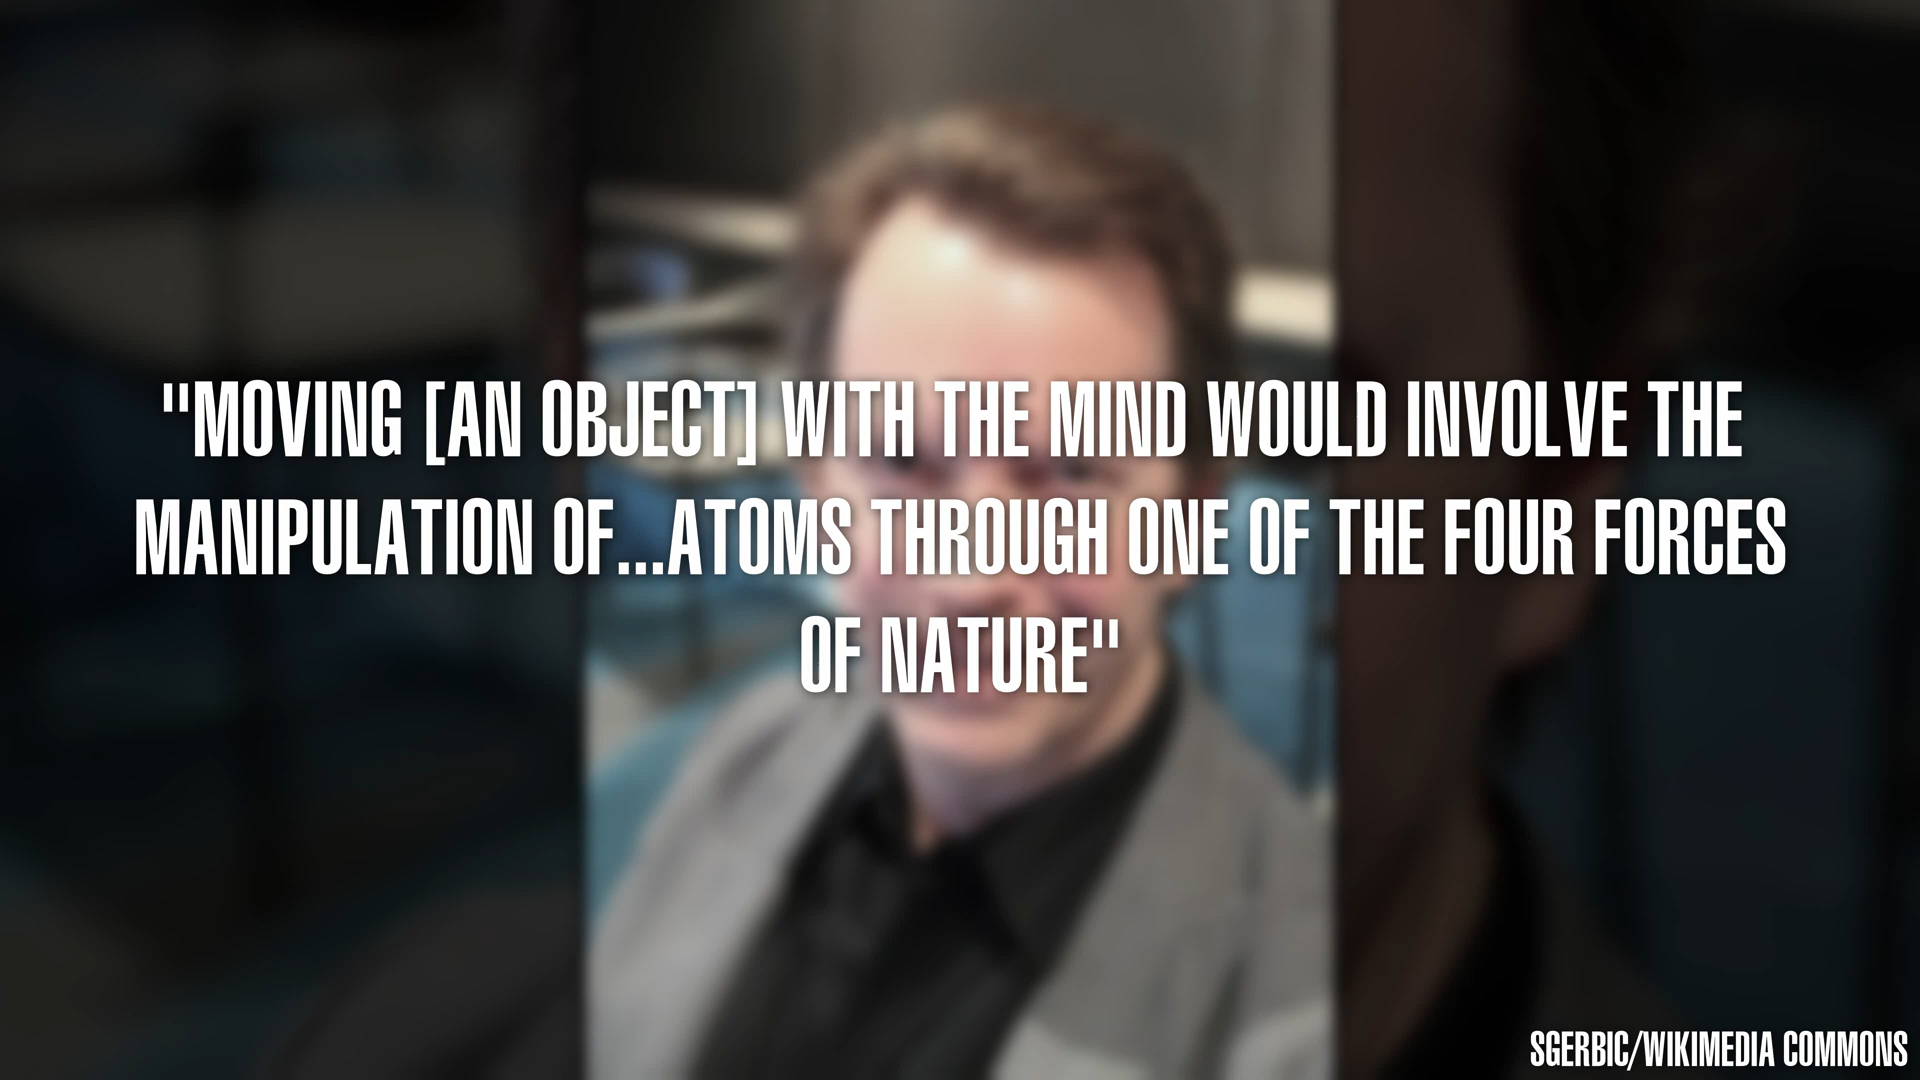 "MOVING [AN OBJECT] WITH THE MIND WOULD INVOLVE THE
MANIPULATION OF...ATOMS THROUGH ONE OF THE FOUR FORCES
OF NATURE"
SGERBIC/WIKIMEDIA COMMONS